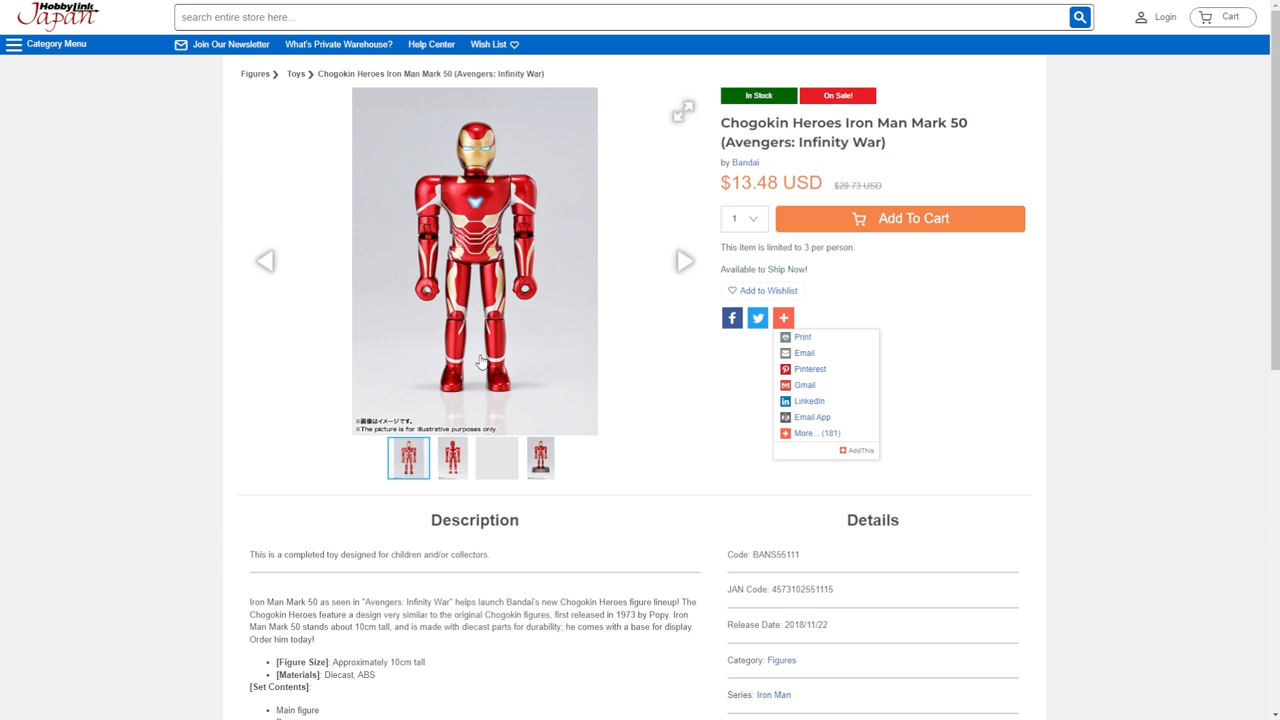 HobbyLink
Japan
search entire store here...
Login
Cart
Category Menu
Join Our Newsletter
What's Private Warehouse?
Help Center
Wish List
Figures ❯ Toys ❯ Chogokin Heroes Iron Man Mark 50 (Avengers: Infinity War)
In Stock
On Sale!
Chogokin Heroes Iron Man Mark 50
(Avengers: Infinity War)
by Bandai
$13.48 USD $20.73 USD
1
Add To Cart
This item is limited to 3 per person.
Available to Ship Now!
Add to Wishlist
Print
Email
Pinterest
Gmail
LinkedIn
Email App
More... (181)
AddThis
※画像はイメージです。
※The picture is for illustrative purposes only.
Description
This is a completed toy designed for children and/or collectors.
Iron Man Mark 50 as seen in "Avengers: Infinity War" helps launch Bandai's new Chogokin Heroes figure lineup! The
Chogokin Heroes feature a design very similar to the original Chogokin figures, first released in 1973 by Popy. Iron
Man Mark 50 stands about 10cm tall, and is made with diecast parts for durability; he comes with a base for display.
Order him today!
[Figure Size]: Approximately 10cm tall
[Materials]: Diecast, ABS
[Set Contents]:
Main figure
Details
Code: BANS55111
JAN Code: 4573102551115
Release Date: 2018/11/22
Category: Figures
Series: Iron Man